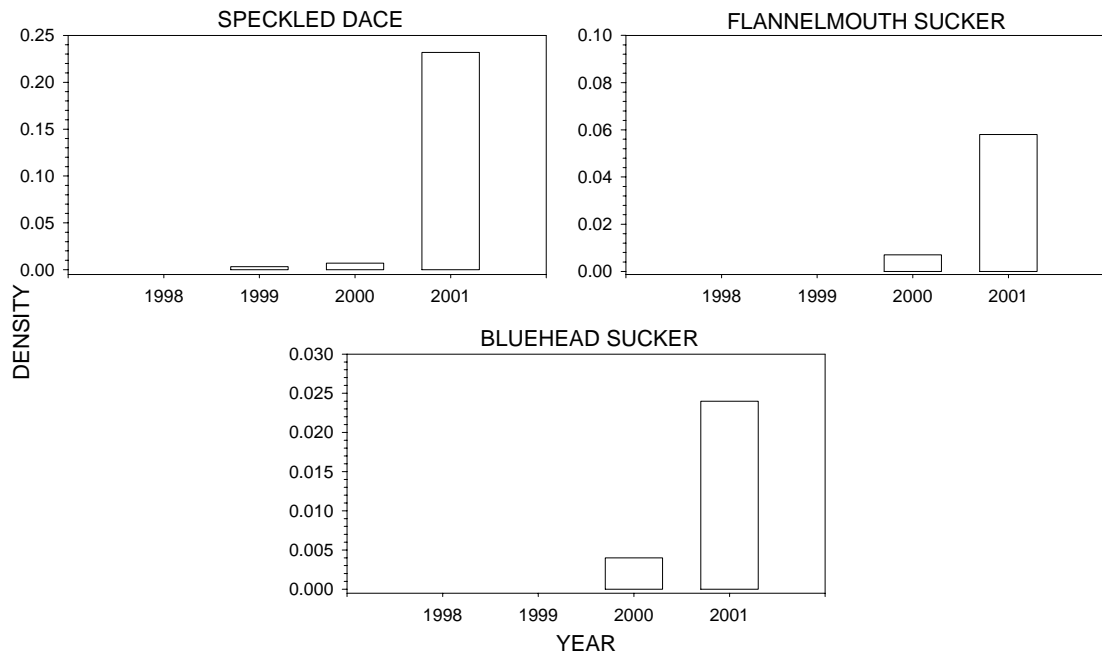 SPECKLED DACE
0.25
0.20
0.15
0.10
0.05
0.00
1998 1999 2000 2001
FLANNELMOUTH SUCKER
0.10
0.08
0.06
0.04
0.02
0.00
1998 1999 2000 2001
DENSITY
BLUEHEAD SUCKER
0.030
0.025
0.020
0.015
0.010
0.005
0.000
1998 1999 2000 2001
YEAR